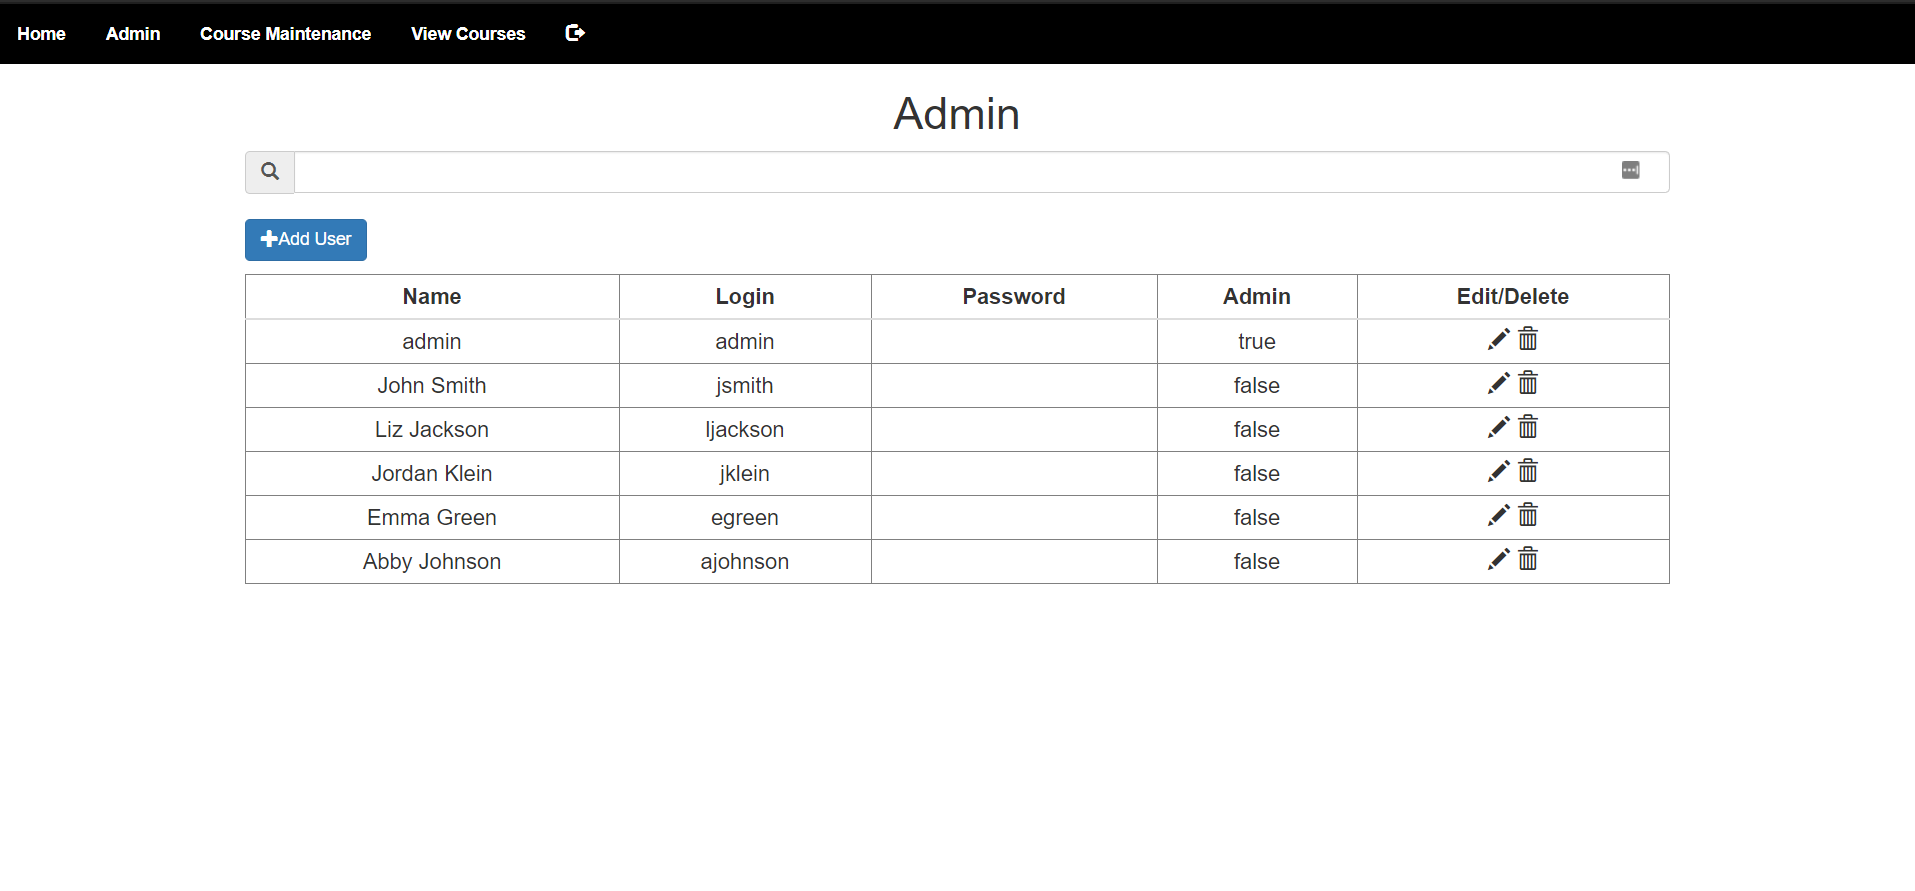 Home Admin Course Maintenance View Courses
Admin
Add User
Name Login Password Admin Edit/Delete
admin admin true
John Smith jsmith false
Liz Jackson ljackson false
Jordan Klein jklein false
Emma Green egreen false
Abby Johnson ajohnson false